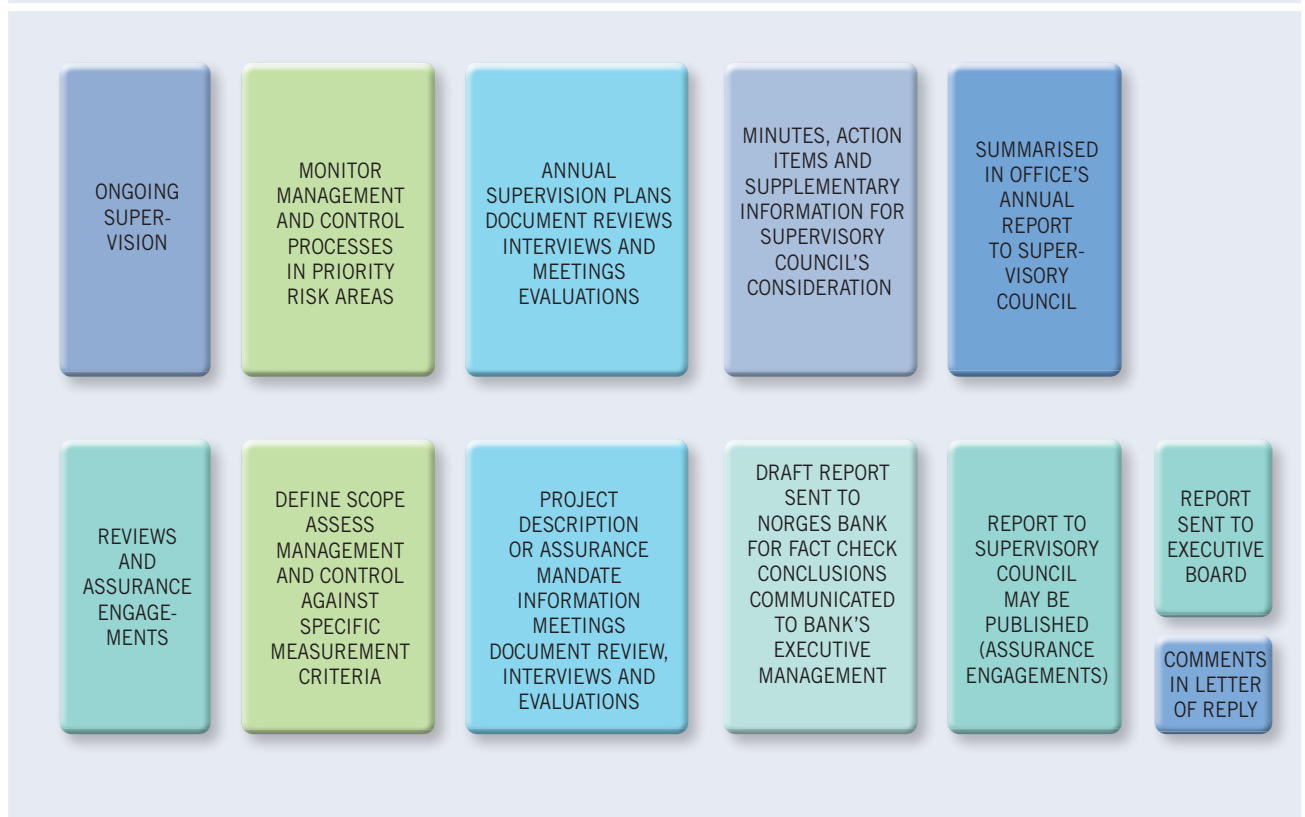 ONGOING
SUPER-
VISION
MONITOR
MANAGEMENT
AND CONTROL
PROCESSES
IN PRIORITY
RISK AREAS
ANNUAL
SUPERVISION PLANS
DOCUMENT REVIEWS
INTERVIEWS AND
MEETINGS
EVALUATIONS
MINUTES, ACTION
ITEMS AND
SUPPLEMENTARY
INFORMATION FOR
SUPERVISORY
COUNCIL'S
CONSIDERATION
SUMMARISED
IN OFFICE'S
ANNUAL
REPORT
TO SUPER-
VISORY
COUNCIL
REVIEWS
AND
ASSURANCE
ENGAGE-
MENTS
DEFINE SCOPE
ASSESS
MANAGEMENT
AND CONTROL
AGAINST
SPECIFIC
MEASUREMENT
CRITERIA
PROJECT
DESCRIPTION
OR ASSURANCE
MANDATE
INFORMATION
MEETINGS
DOCUMENT REVIEW,
INTERVIEWS AND
EVALUATIONS
DRAFT REPORT
SENT TO
NORGES BANK
FOR FACT CHECK
CONCLUSIONS
COMMUNICATED
TO BANK'S
EXECUTIVE
MANAGEMENT
REPORT TO
SUPERVISORY
COUNCIL
MAY BE
PUBLISHED
(ASSURANCE
ENGAGEMENTS)
REPORT
SENT TO
EXECUTIVE
BOARD
COMMENTS
IN LETTER
OF REPLY